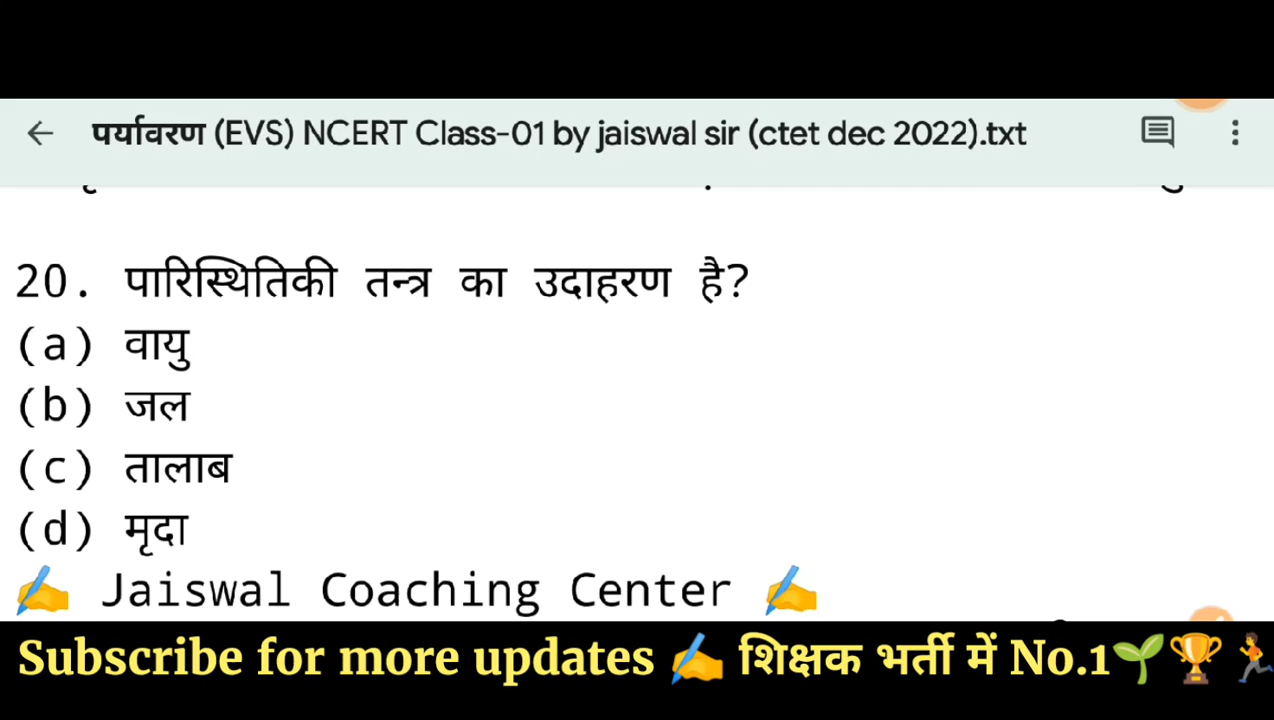 पर्यावरण (EVS) NCERT Class-01 by jaiswal sir (ctet dec 2022).txt
20. पारिस्थितिकी तन्त्र का उदाहरण है?
(a) वायु
(b) जल
(c) तालाब
(d) मृदा
✍️ Jaiswal Coaching Center ✍️
Subscribe for more updates ✍️ शिक्षक भर्ती में No.1🌱🏆🏃